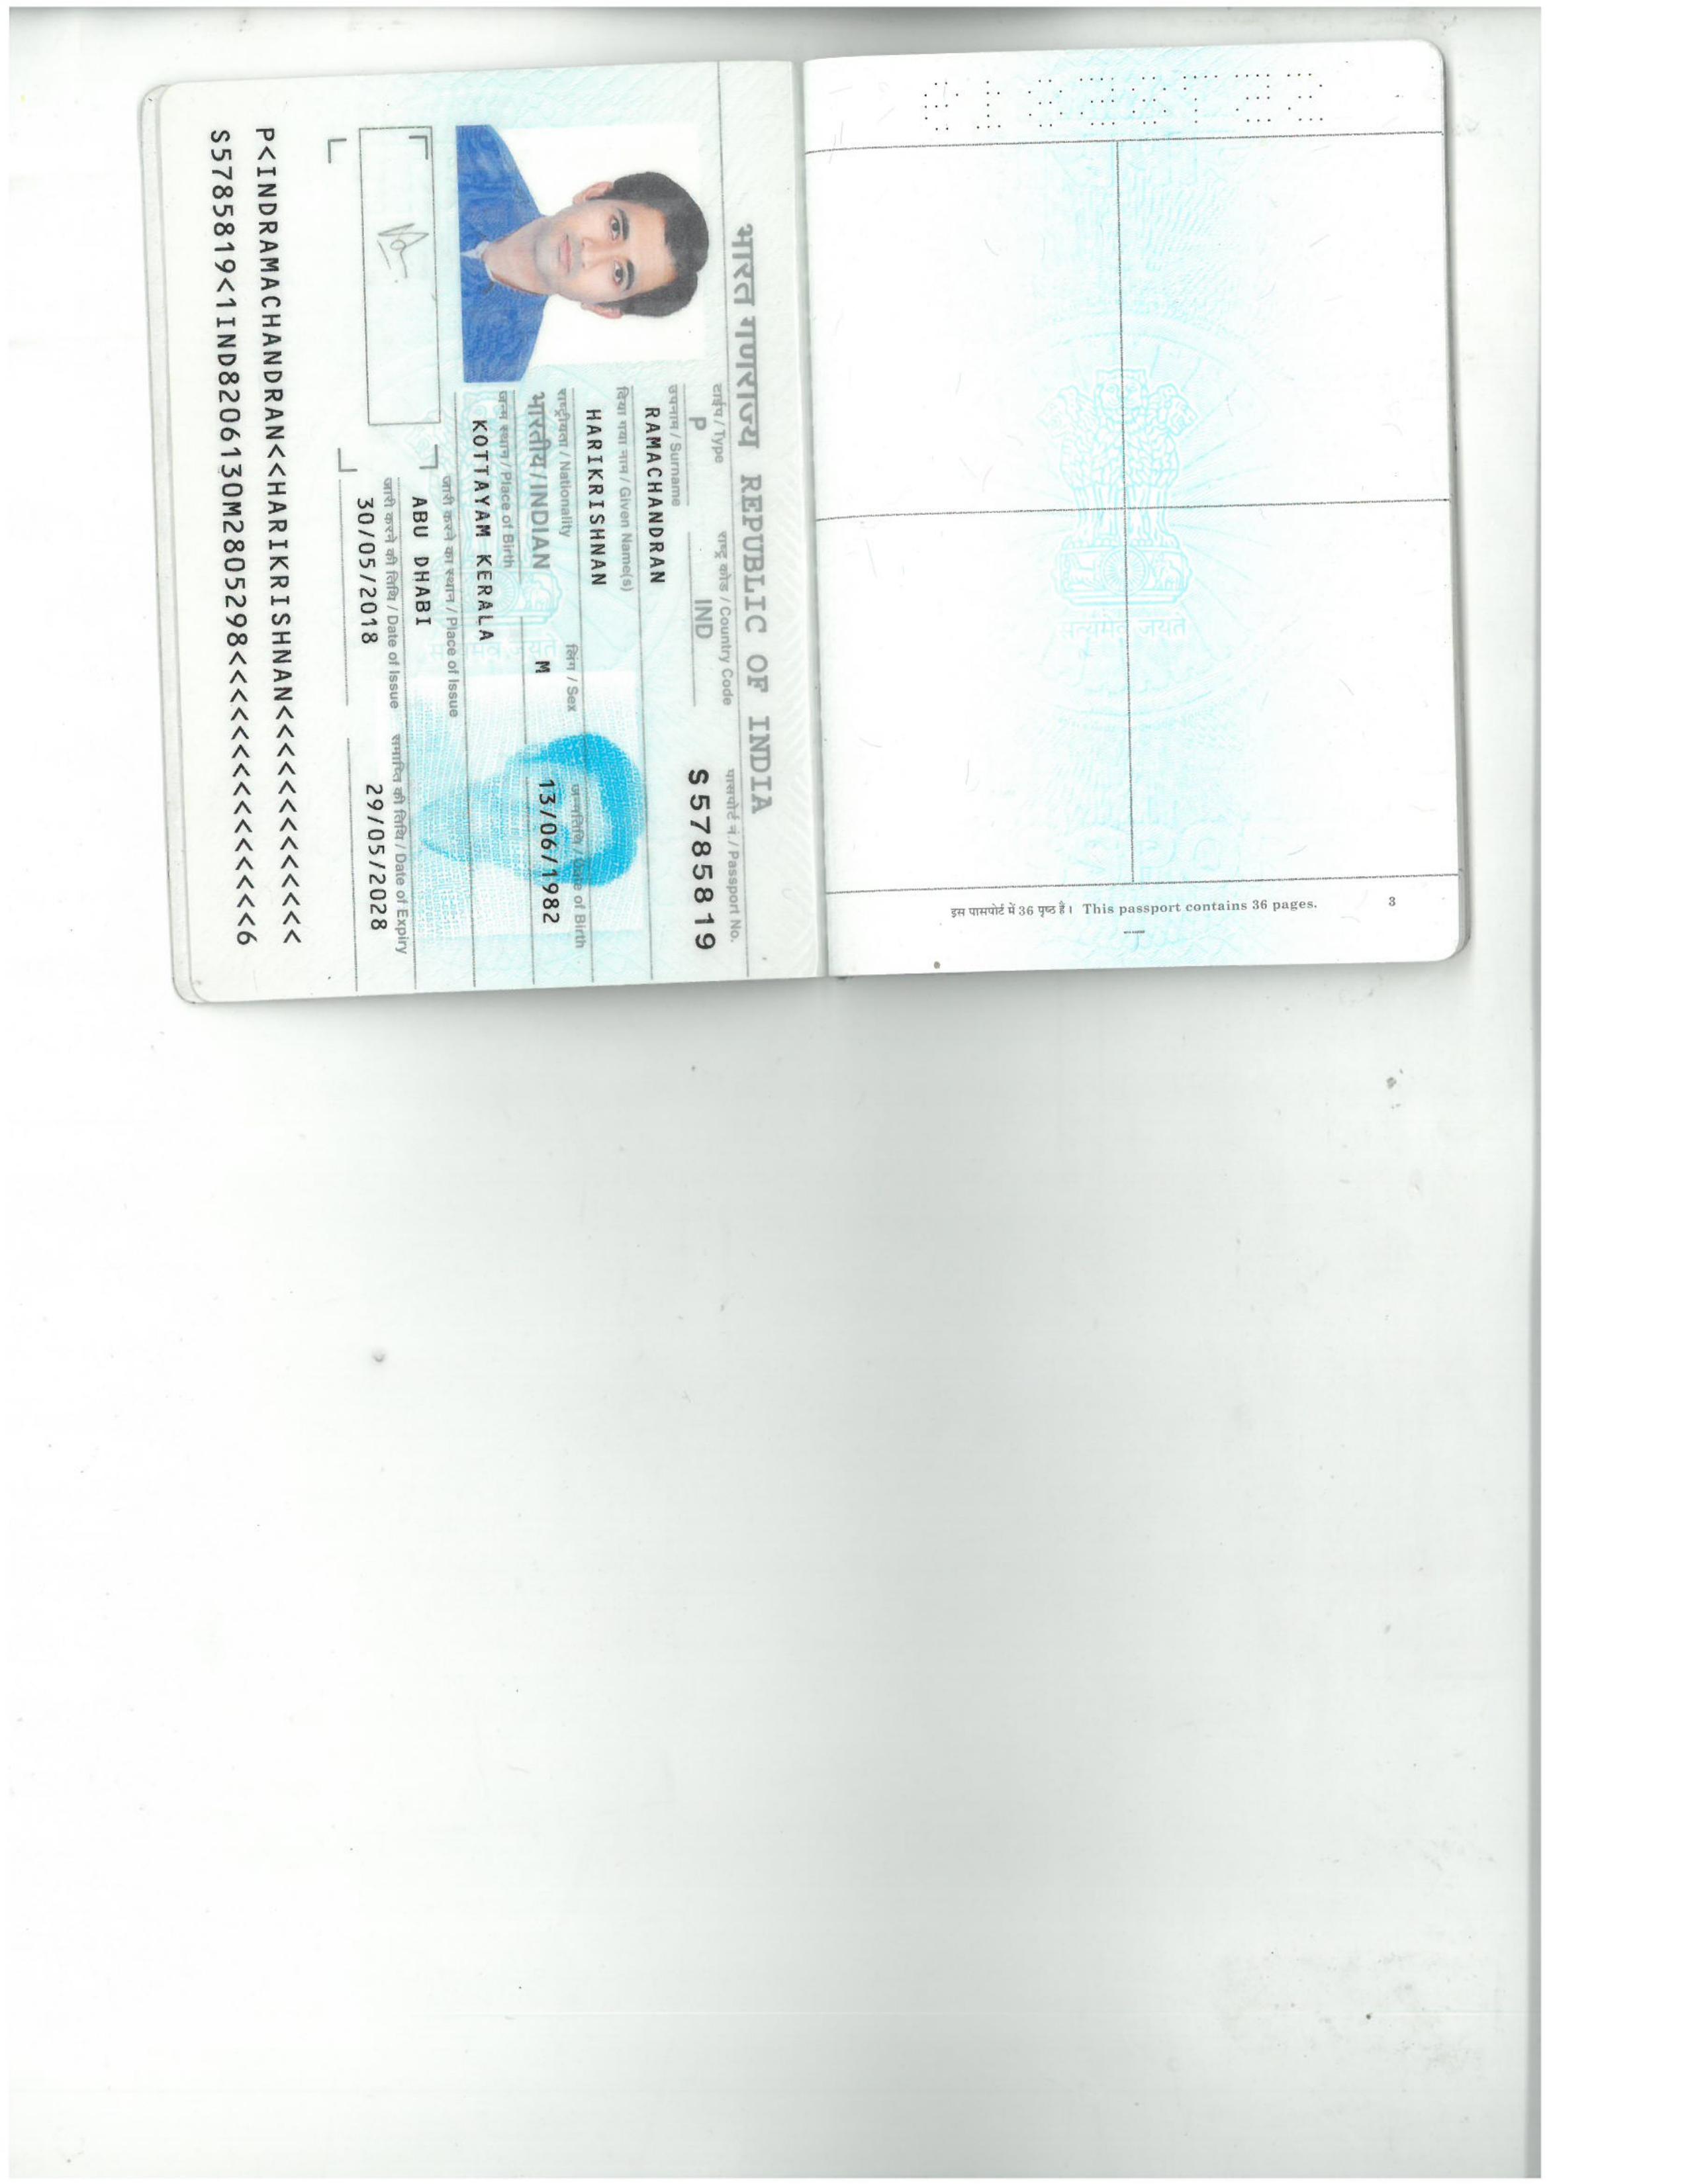 भारत गणराज्य REPUBLIC OF INDIA
टाईप / Type
राष्ट्र कोड / Country Code
पासपोर्ट नं. / Passport No.
P
IND
S5785819
उपनाम / Surname
RAMACHANDRAN
दिया गया नाम / Given Name(s)
HARIKRISHNAN
राष्ट्रीयता / Nationality
लिंग / Sex
जन्मतिथि / Date of Birth
भारतीय / INDIAN
M
13/06/1982
जन्म स्थान / Place of Birth
KOTTAYAM KERALA
जारी करने का स्थान / Place of Issue
ABU DHABI
जारी करने की तिथि / Date of Issue
समाप्ति की तिथि / Date of Expiry
30/05/2018
29/05/2028
P<INDRAMACHANDRAN<<HARIKRISHNAN<<<<<<<<<<<<<
S5785819<1IND8206130M2805298<<<<<<<<<<<<<<<6
सत्यमेव जयते
इस पासपोर्ट में 36 पृष्ठ हैं। This passport contains 36 pages.
3